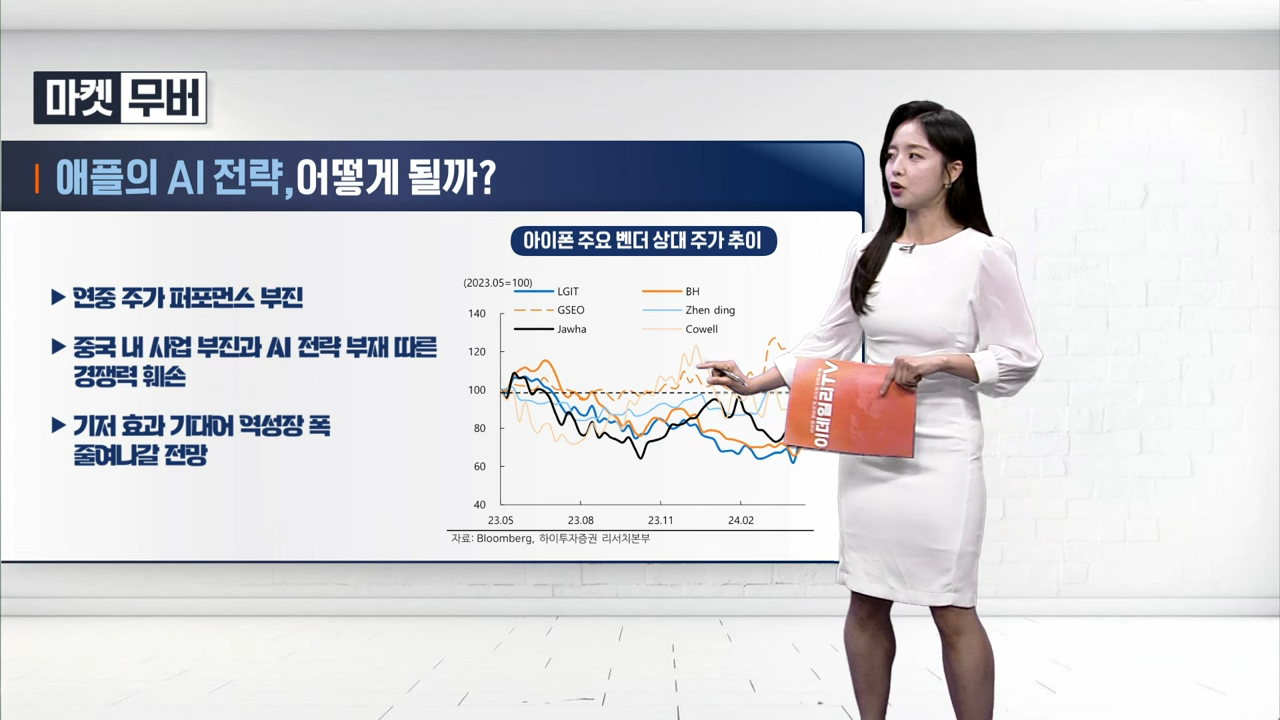 마켓 무버
애플의 AI 전략,어떻게 될까?
▶ 연중 주가 퍼포먼스 부진
▶ 중국 내 사업 부진과 AI 전략 부재 따른
경쟁력 훼손
▶ 기저 효과 기대어 역성장 폭
줄여나갈 전망
아이폰 주요 벤더 상대 주가 추이
(2023.05=100)
LGIT BH
GSEO Zhen ding
Jawha Cowell
140
120
100
80
60
40
23.05 23.08 23.11 24.02
자료: Bloomberg, 하이투자증권 리서치본부
이데일리TV